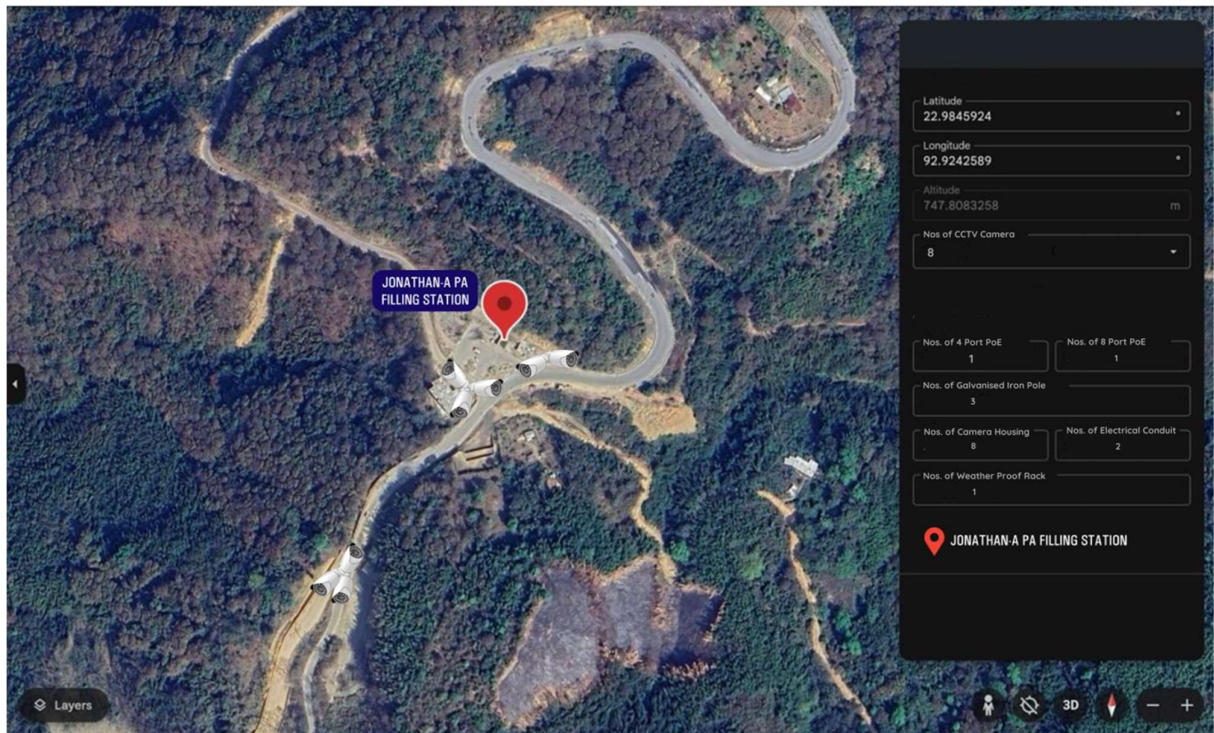 JONATHAN-A PA
FILLING STATION
Latitude
22.9845924 °
Longitude
92.9242589 °
Altitude
747.8083258 m
Nos of CCTV Camera
8
Nos. of 4 Port PoE
1
Nos. of 8 Port PoE
1
Nos. of Galvanised Iron Pole
3
Nos. of Camera Housing
8
Nos. of Electrical Conduit
2
Nos. of Weather Proof Rack
1
JONATHAN-A PA FILLING STATION
Layers
3D